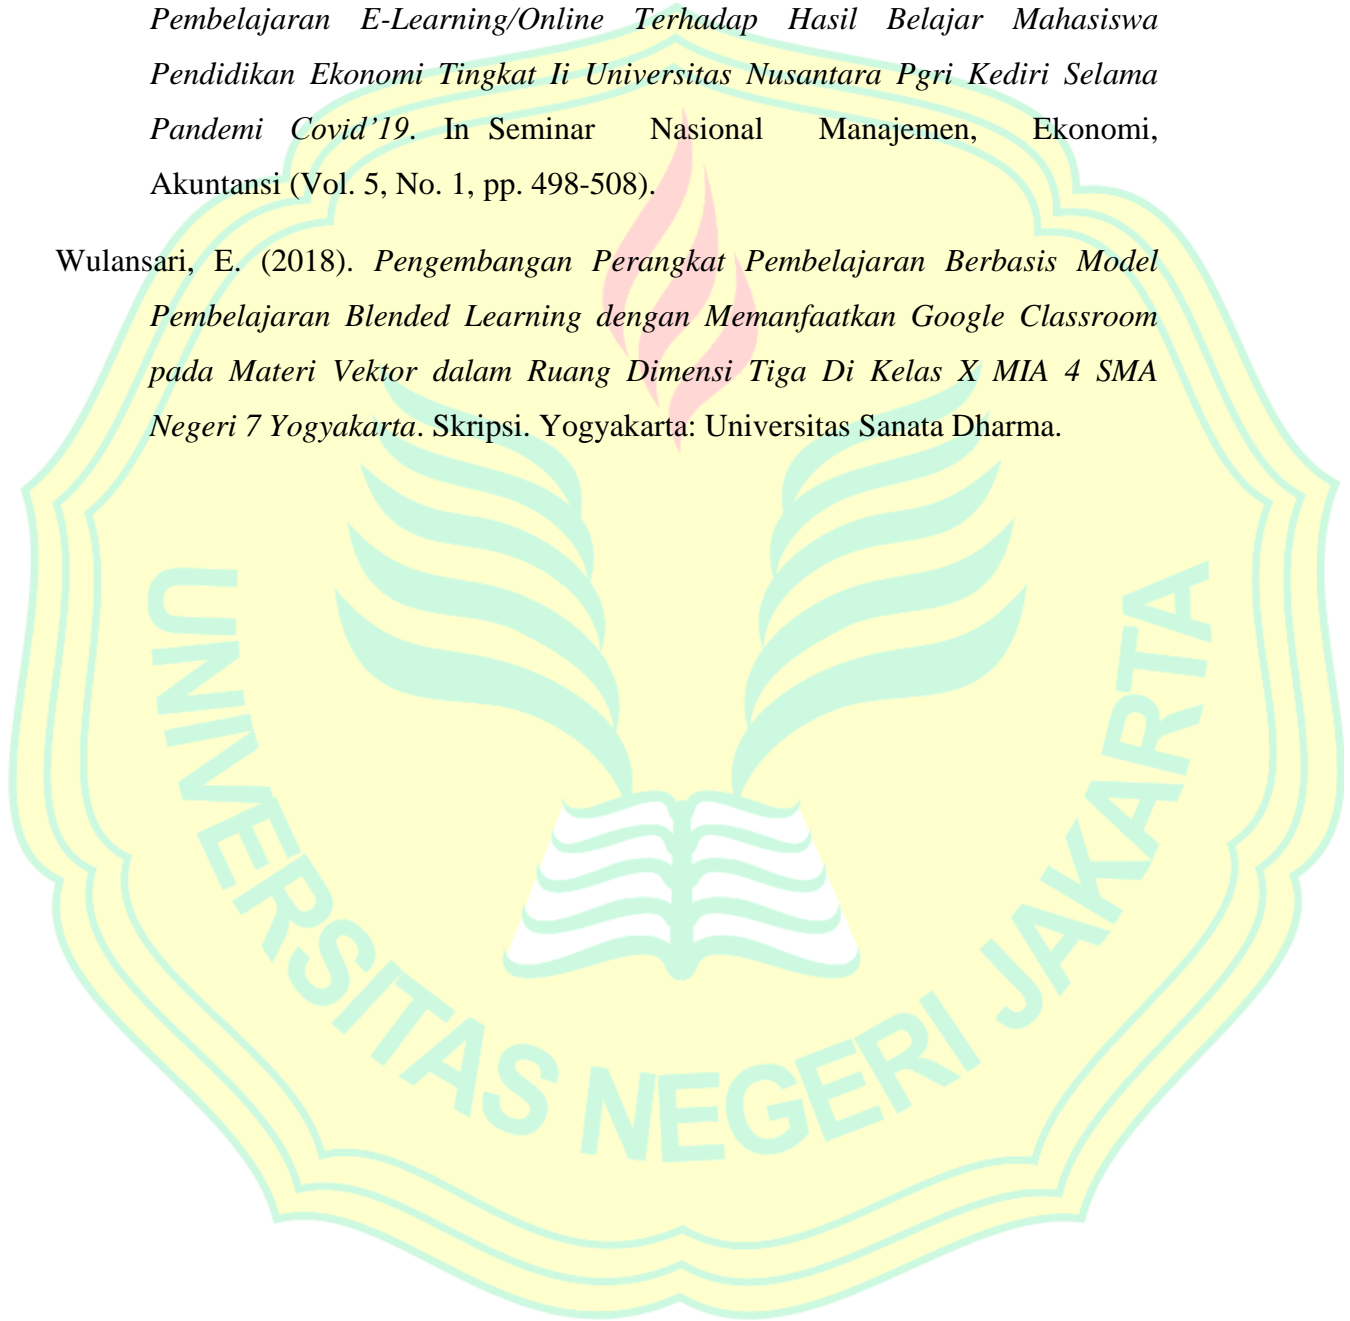 Pembelajaran E-Learning/Online Terhadap Hasil Belajar Mahasiswa
Pendidikan Ekonomi Tingkat Ii Universitas Nusantara Pgri Kediri Selama
Pandemi Covid’19. In Seminar Nasional Manajemen, Ekonomi,
Akuntansi (Vol. 5, No. 1, pp. 498-508).
Wulansari, E. (2018). Pengembangan Perangkat Pembelajaran Berbasis Model
Pembelajaran Blended Learning dengan Memanfaatkan Google Classroom
pada Materi Vektor dalam Ruang Dimensi Tiga Di Kelas X MIA 4 SMA
Negeri 7 Yogyakarta. Skripsi. Yogyakarta: Universitas Sanata Dharma.
UNIVERSITAS NEGERI JAKARTA